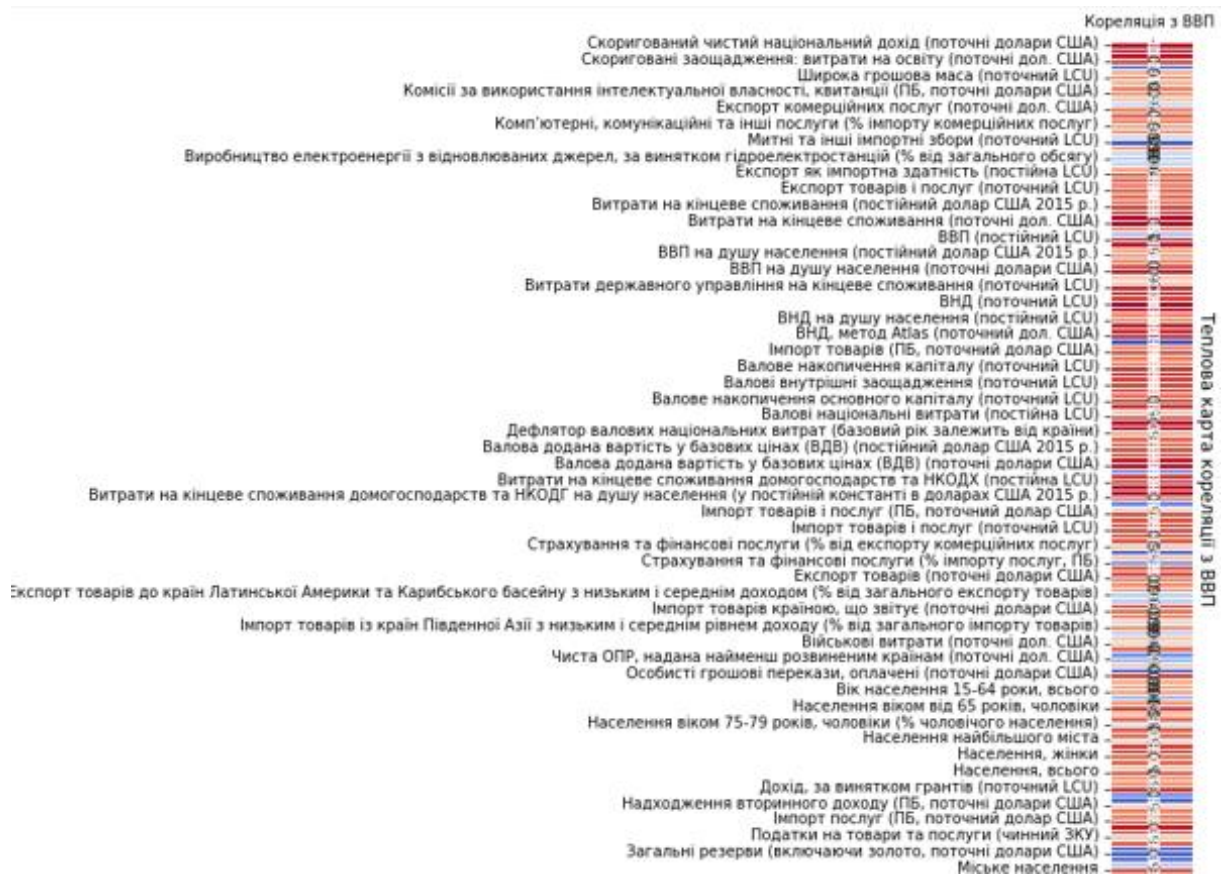 Кореляція з ВВП
Скоригований чистий національний дохід (поточні долари США)
Скориговані заощадження: витрати на освіту (поточні дол. США)
Широка грошова маса (поточний LCU)
Комісії за використання інтелектуальної власності, квитанції (ПБ, поточні долари США)
Експорт комерційних послуг (поточні дол. США)
Комп'ютерні, комунікаційні та інші послуги (% імпорту комерційних послуг)
Митні та інші імпортні збори (поточний LCU)
Виробництво електроенергії з відновлюваних джерел, за винятком гідроелектростанцій (% від загального обсягу)
Експорт як імпортна здатність (постійна LCU)
Експорт товарів і послуг (поточний LCU)
Витрати на кінцеве споживання (постійний долар США 2015 р.)
Витрати на кінцеве споживання (поточні дол. США)
ВВП (постійний LCU)
ВВП на душу населення (постійний долар США 2015 р.)
ВВП на душу населення (поточні долари США)
Витрати державного управління на кінцеве споживання (поточні LCU)
ВНД (поточний LCU)
ВНД на душу населення (постійний LCU)
ВНД, метод Atlas (поточний дол. США)
Імпорт товарів (ПБ, поточний долар США)
Валове накопичення капіталу (поточний LCU)
Валові внутрішні заощадження (поточний LCU)
Валове накопичення основного капіталу (поточний LCU)
Валові національні витрати (постійна LCU)
Дефлятор валових національних витрат (базовий рік залежить від країни)
Валова додана вартість у базових цінах (ВДВ) (постійний долар США 2015 р.)
Валова додана вартість у базових цінах (ВДВ) (поточні долари США)
Витрати на кінцеве споживання домогосподарств та НКОДХ (постійна LCU)
Витрати на кінцеве споживання домогосподарств та НКОДГ на душу населення (у постійній константі в доларах США 2015 р.)
Імпорт товарів і послуг (ПБ, поточний долар США)
Імпорт товарів і послуг (поточний LCU)
Страхування та фінансові послуги (% від експорту комерційних послуг)
Страхування та фінансові послуги (% імпорту послуг, ПБ)
Експорт товарів (поточні долари США)
Експорт товарів до країн Латинської Америки та Карибського басейну з низьким і середнім доходом (% від загального експорту товарів)
Імпорт товарів країною, що звітує (поточні долари США)
Імпорт товарів із країн Південної Азії з низьким і середнім рівнем доходу (% від загального імпорту товарів)
Військові витрати (поточні дол. США)
Чиста ОПР, надана найменш розвиненим країнам (поточні дол. США)
Особисті грошові перекази, оплачені (поточні долари США)
Вік населення 15-64 роки, всього
Населення віком від 65 років, чоловіки
Населення віком 75-79 років, чоловіки (% чоловічого населення)
Населення найбільшого міста
Населення, жінки
Населення, всього
Дохід, за винятком грантів (поточні LCU)
Надходження вторинного доходу (ПБ, поточні долари США)
Імпорт послуг (ПБ, поточний долар США)
Податки на товари та послуги (чинний ЗКУ)
Загальні резерви (включаючи золото, поточні долари США)
Міське населення
Теплова карта кореляції з ВВП